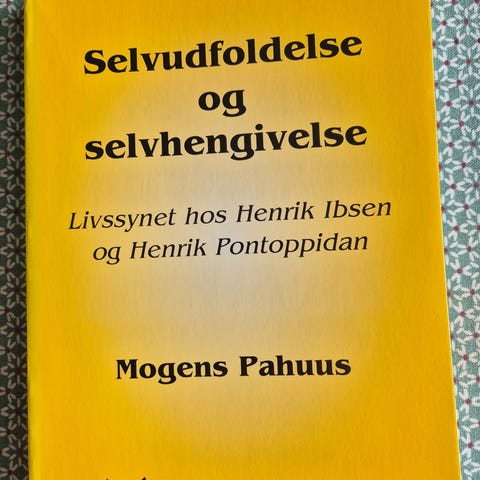 Selvudfoldelse
og
selvhengivelse
Livssynet hos Henrik Ibsen
og Henrik Pontoppidan
Mogens Pahuus